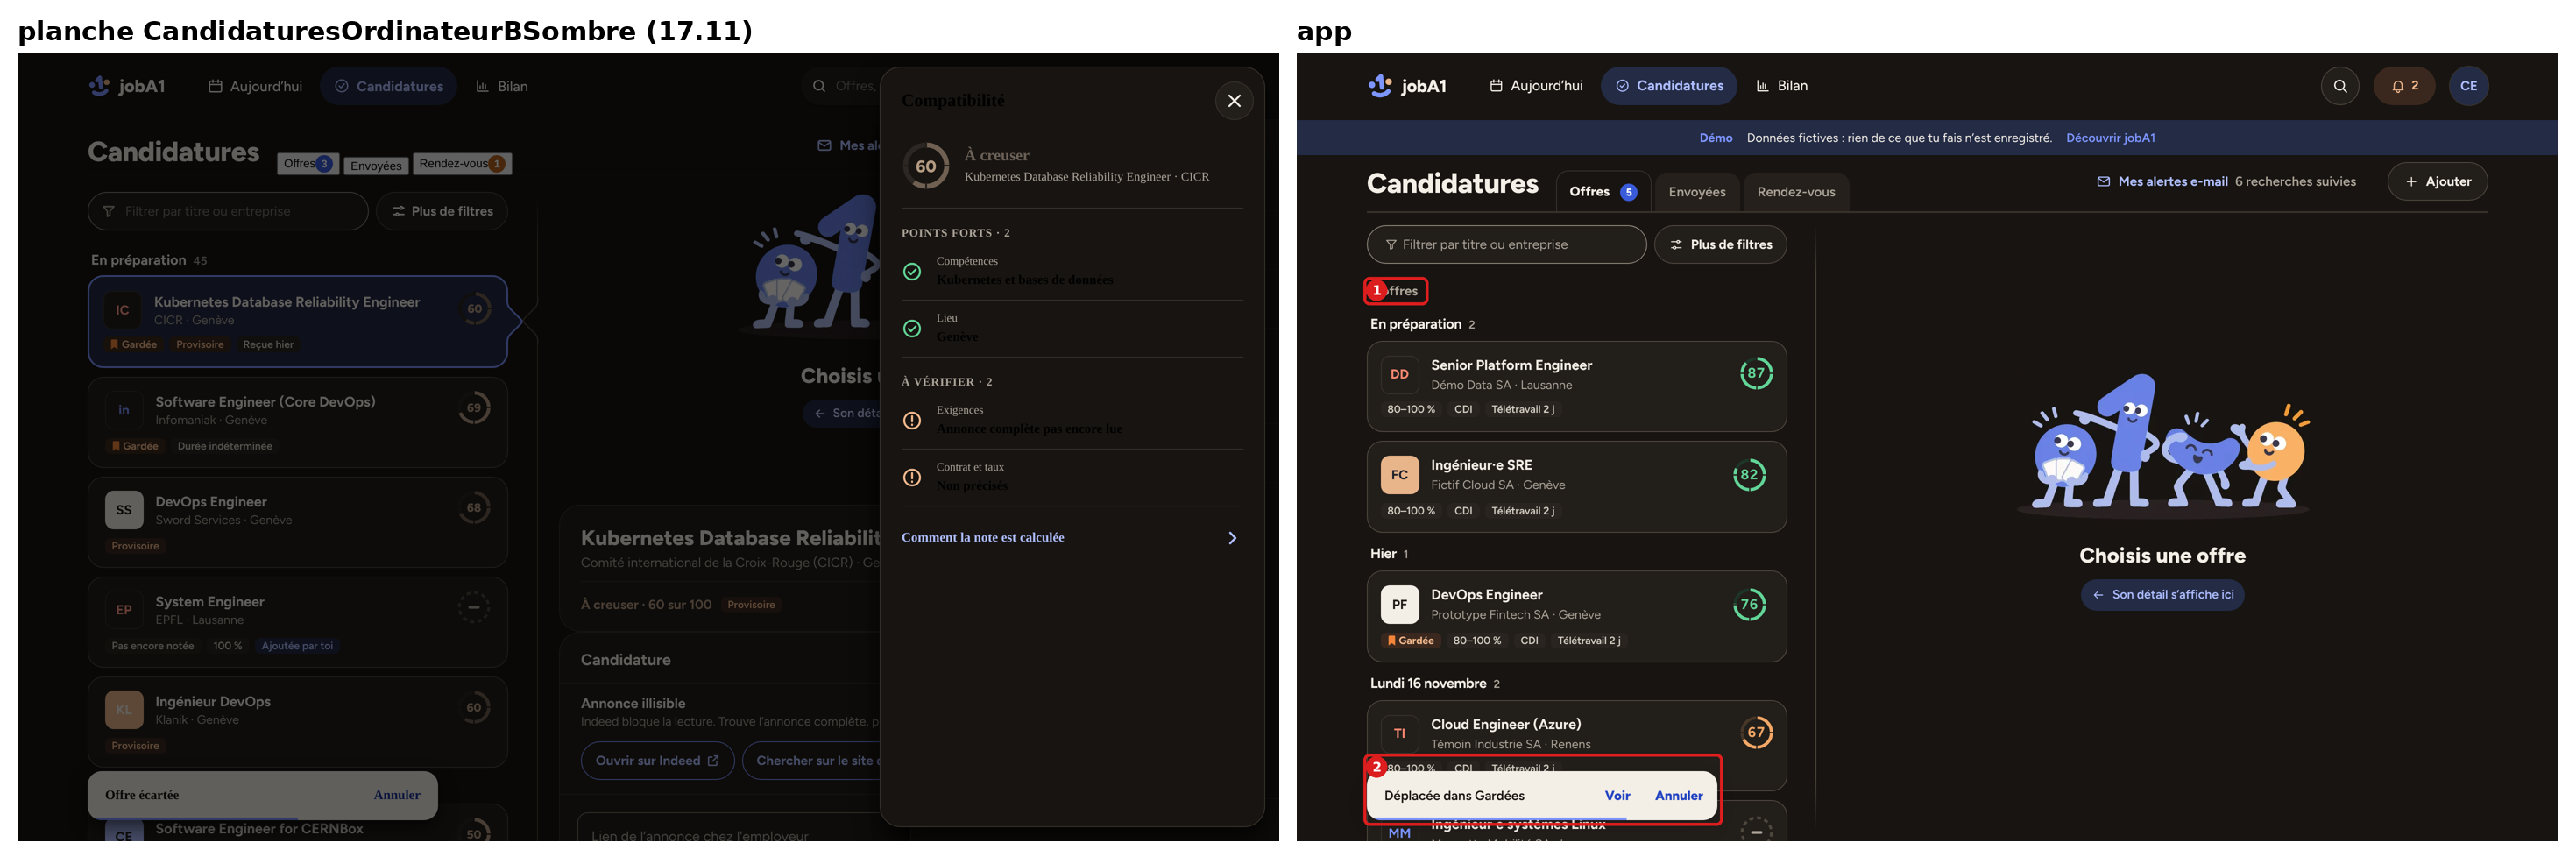 planche CandidaturesOrdinateurBSombre (17.11)
jobA1
Aujourd'hui
Candidatures
Bilan
Offres,
Candidatures
Offres 3
Envoyées
Rendez-vous 1
Mes
Filtrer par titre ou entreprise
Plus de filtres
En préparation 45
IC
Kubernetes Database Reliability Engineer
CICR · Genève
60
Gardée
Provisoire
Reçue hier
in
Software Engineer (Core DevOps)
Infomaniak · Genève
69
Gardée
Durée indéterminée
SS
DevOps Engineer
Sword Services · Genève
68
Provisoire
EP
System Engineer
EPFL · Lausanne
–
Pas encore notée
100 %
Ajoutée par toi
KL
Ingénieur DevOps
Klanik · Genève
60
Provisoire
Offre écartée
Annuler
CE
Software Engineer for CERNBox
50
Choisis
← Son
Kubernetes Database
Comité international de la Croix-Rouge (CICR) ·
À creuser · 60 sur 100
Provisoire
Candidature
Annonce illisible
Indeed bloque la lecture. Trouve l'annonce complète,
Ouvrir sur Indeed
Chercher sur le site
Lien de l'annonce chez l'employeur
Compatibilité
60
À creuser
Kubernetes Database Reliability Engineer · CICR
POINTS FORTS · 2
Compétences
Kubernetes et bases de données
Lieu
Genève
À VÉRIFIER · 2
Exigences
Annonce complète pas encore lue
Contrat et taux
Non précisés
Comment la note est calculée
app
jobA1
Aujourd'hui
Candidatures
Bilan
2
CE
Démo Données fictives : rien de ce que tu fais n'est enregistré. Découvrir jobA1
Candidatures
Offres 5
Envoyées
Rendez-vous
Mes alertes e-mail 6 recherches suivies
+ Ajouter
Filtrer par titre ou entreprise
Plus de filtres
1
En préparation 2
DD
Senior Platform Engineer
Démo Data SA · Lausanne
87
80–100 %
CDI
Télétravail 2 j
FC
Ingénieur·e SRE
Fictif Cloud SA · Genève
82
80–100 %
CDI
Télétravail 2 j
Hier 1
PF
DevOps Engineer
Prototype Fintech SA · Genève
76
Gardée
80–100 %
CDI
Télétravail 2 j
Lundi 16 novembre 2
TI
Cloud Engineer (Azure)
Témoin Industrie SA · Renens
67
2
80–100 %
CDI
Télétravail 2 j
Déplacée dans Gardées
Voir
Annuler
MM
Ingénieur·e systèmes Linux
–
Choisis une offre
← Son détail s'affiche ici